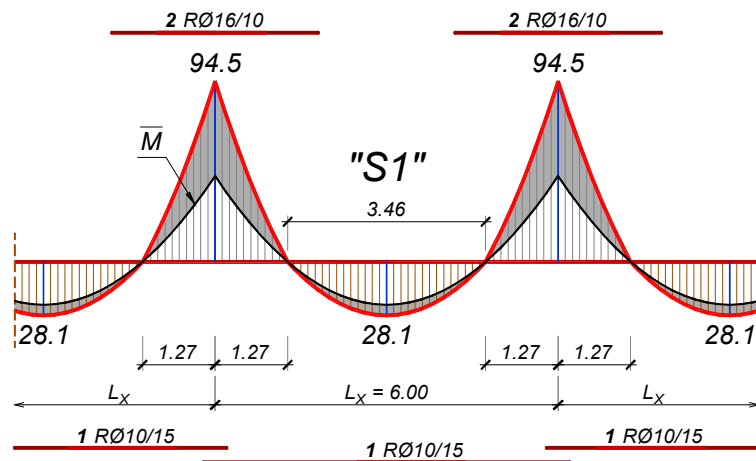 2 RØ16/10 2 RØ16/10
94.5 94.5
M̅ "S1"
3.46
28.1 28.1 28.1
1.27 1.27 1.27 1.27
LX LX = 6.00 LX
1 RØ10/15 1 RØ10/15 1 RØ10/15